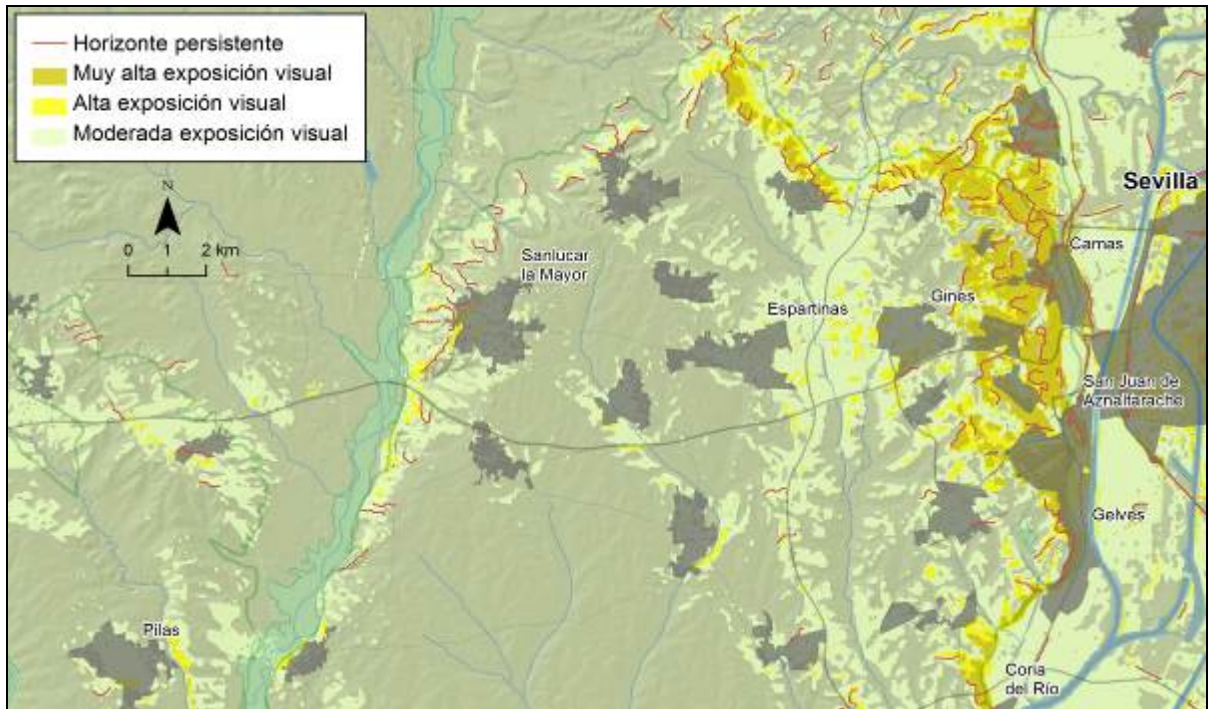 Horizonte persistente
Muy alta exposición visual
Alta exposición visual
Moderada exposición visual
N
0 1 2 km
Sevilla
Camas
Sanlucar
la Mayor
Espartinas
Gines
San Juan de
Aznalfarache
Gelves
Pilas
Coria
del Río